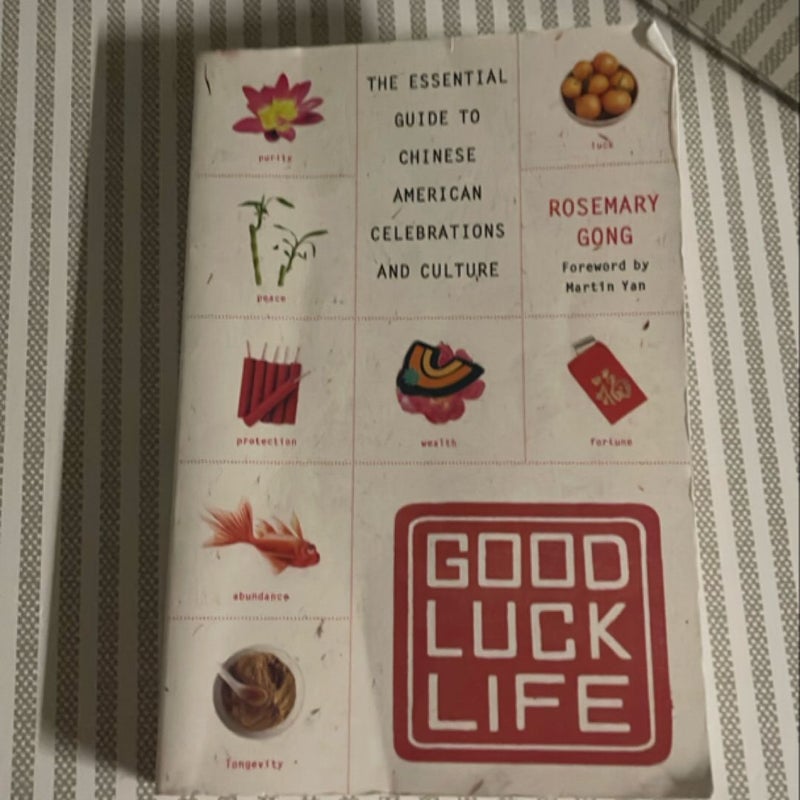 purity
THE ESSENTIAL
GUIDE TO
CHINESE
AMERICAN
CELEBRATIONS
AND CULTURE
luck
ROSEMARY
GONG
Foreword by
Martin Yan
peace
protection
wealth
福
fortune
abundance
longevity
GOOD
LUCK
LIFE